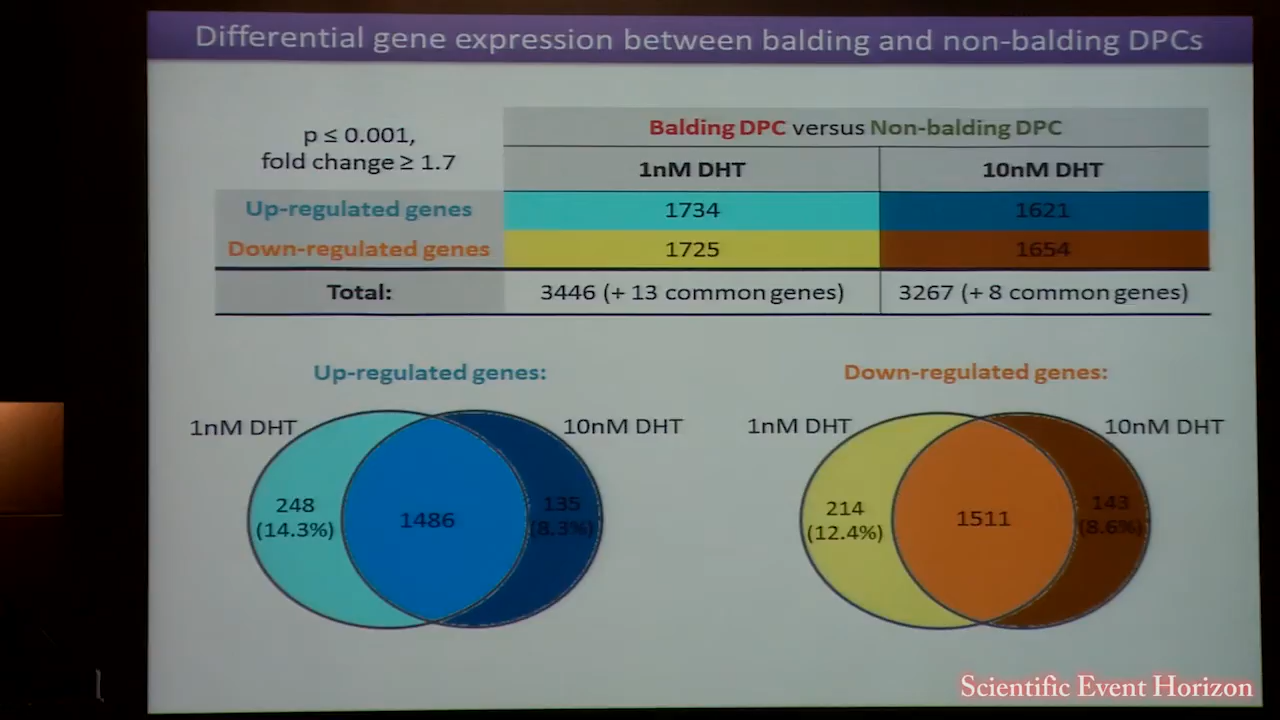 Differential gene expression between balding and non-balding DPCs
p ≤ 0.001,
fold change ≥ 1.7
Balding DPC versus Non-balding DPC
1nM DHT 10nM DHT
Up-regulated genes 1734 1621
Down-regulated genes 1725 1654
Total: 3446 (+ 13 common genes) 3267 (+ 8 common genes)
Up-regulated genes:
1nM DHT 10nM DHT
248
(14.3%)
1486
135
(8.3%)
Down-regulated genes:
1nM DHT 10nM DHT
214
(12.4%)
1511
143
(8.6%)
Scientific Event Horizon